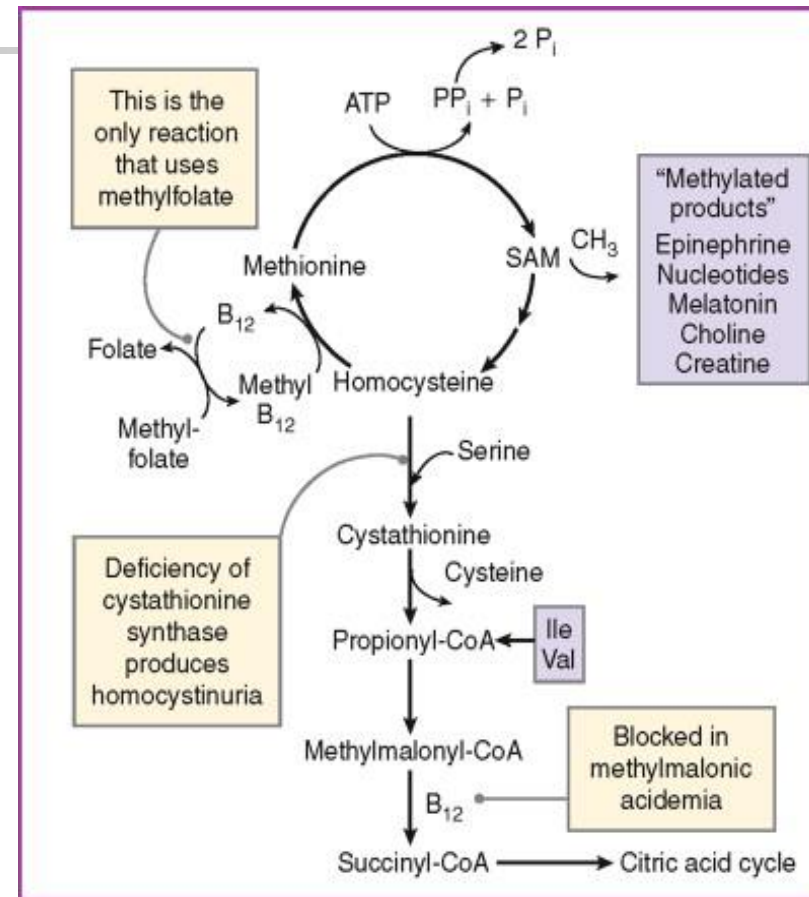 2 Pi
ATP
PPi + Pi
This is the
only reaction
that uses
methylfolate
"Methylated
products"
Epinephrine
Nucleotides
Melatonin
Choline
Creatine
Methionine
SAM
CH3
B12
Folate
Methyl
B12
Homocysteine
Methyl-
folate
Serine
Cystathionine
Cysteine
Deficiency of
cystathionine
synthase
produces
homocystinuria
Propionyl-CoA
Ile
Val
Methylmalonyl-CoA
B12
Blocked in
methylmalonic
acidemia
Succinyl-CoA
Citric acid cycle